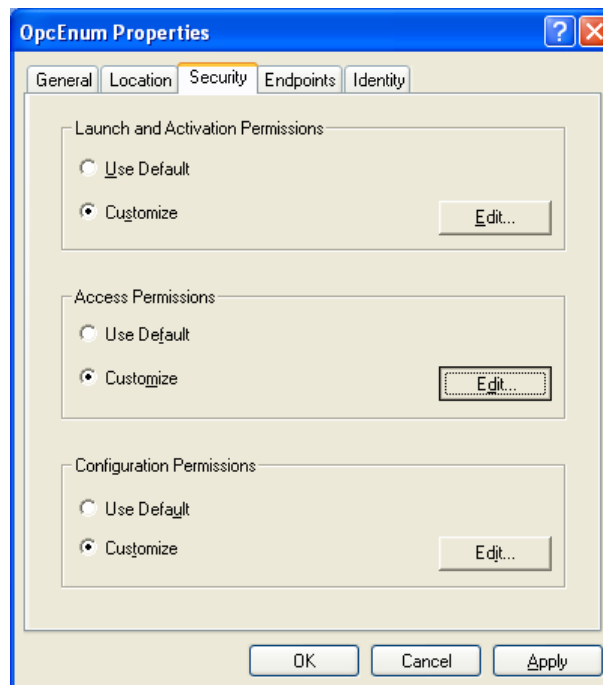 OpcEnum Properties
General Location Security Endpoints Identity
Launch and Activation Permissions
Use Default
Customize
Edit...
Access Permissions
Use Default
Customize
Edit...
Configuration Permissions
Use Default
Customize
Edit...
OK Cancel Apply